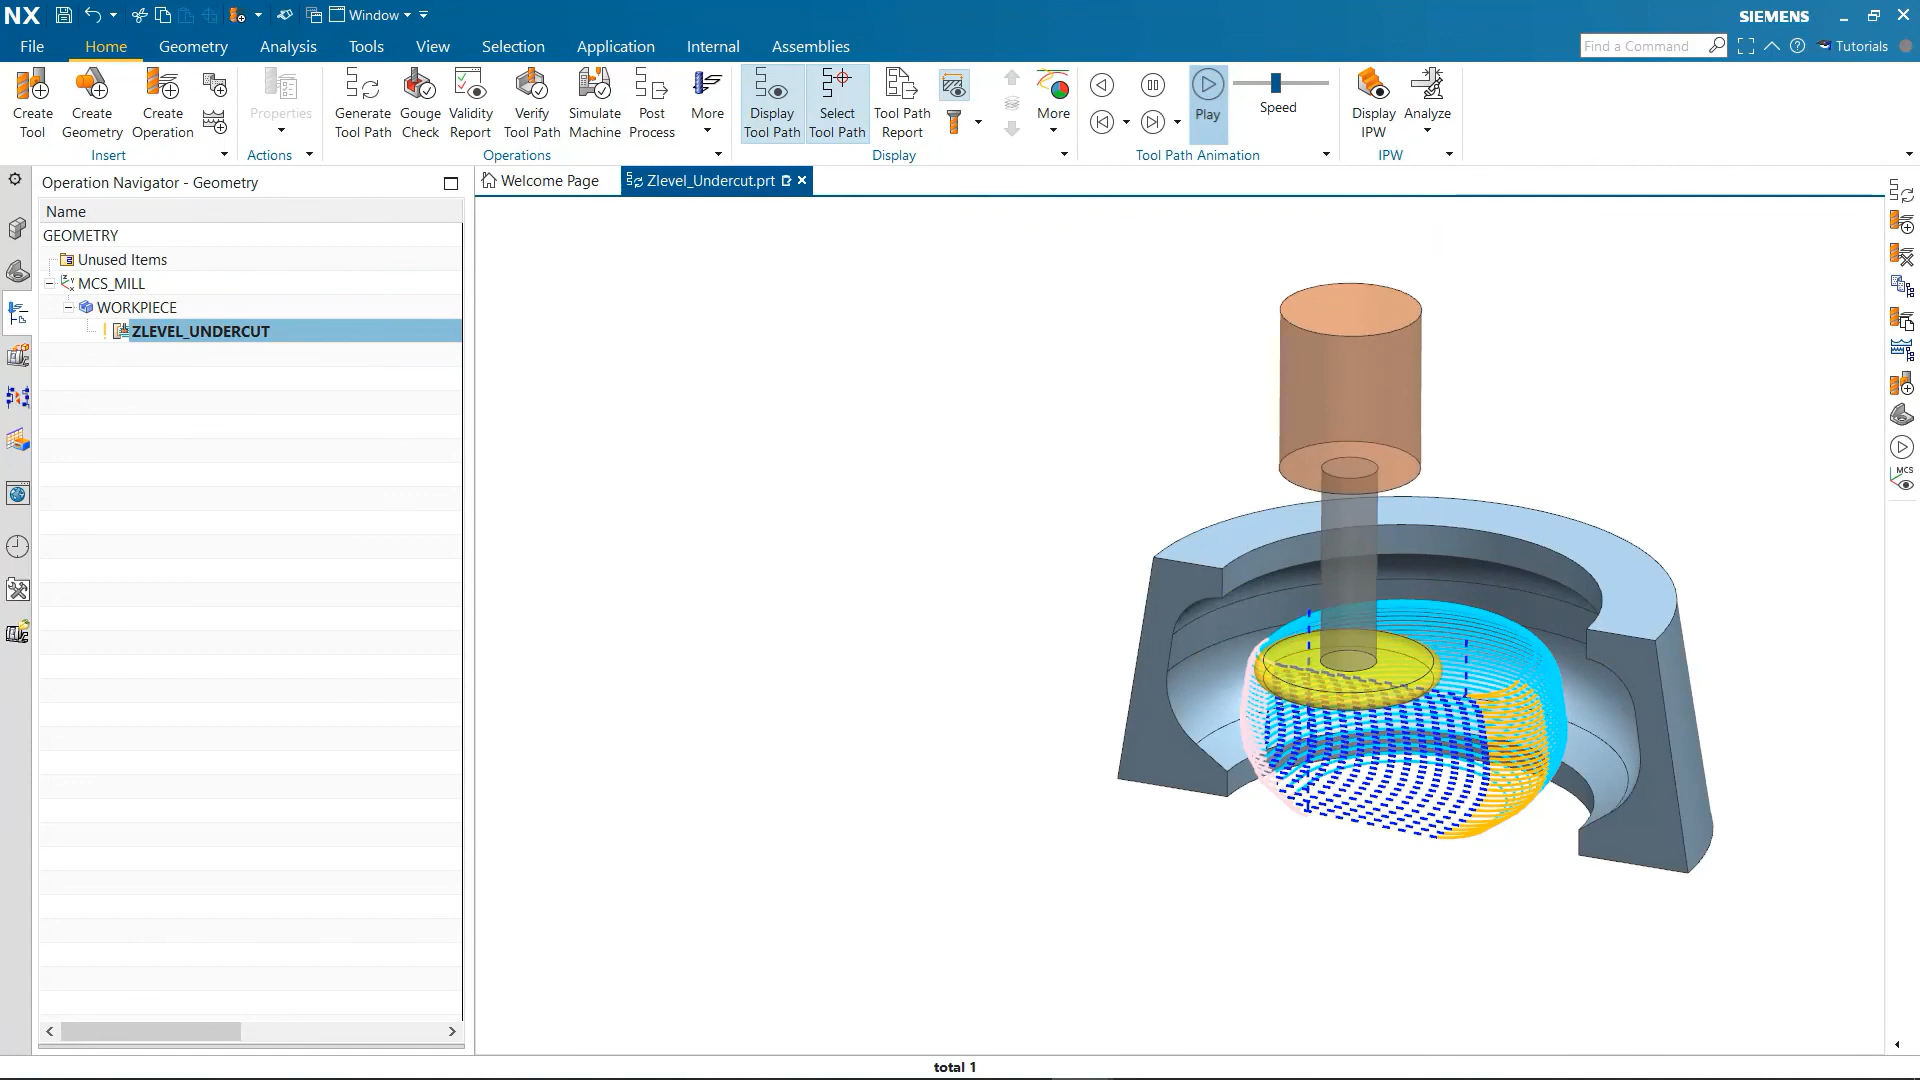 NX
Window
SIEMENS
File
Home
Geometry
Analysis
Tools
View
Selection
Application
Internal
Assemblies
Find a Command
Tutorials
Create Tool
Create Geometry
Create Operation
Properties
Generate Tool Path
Gouge Check
Validity Report
Verify Tool Path
Simulate Machine
Post Process
More
Display Tool Path
Select Tool Path
Tool Path Report
More
Play
Speed
Display IPW
Analyze
Insert
Actions
Operations
Display
Tool Path Animation
IPW
Operation Navigator - Geometry
Welcome Page
Zlevel_Undercut.prt
Name
GEOMETRY
Unused Items
MCS_MILL
WORKPIECE
ZLEVEL_UNDERCUT
MCS
total 1